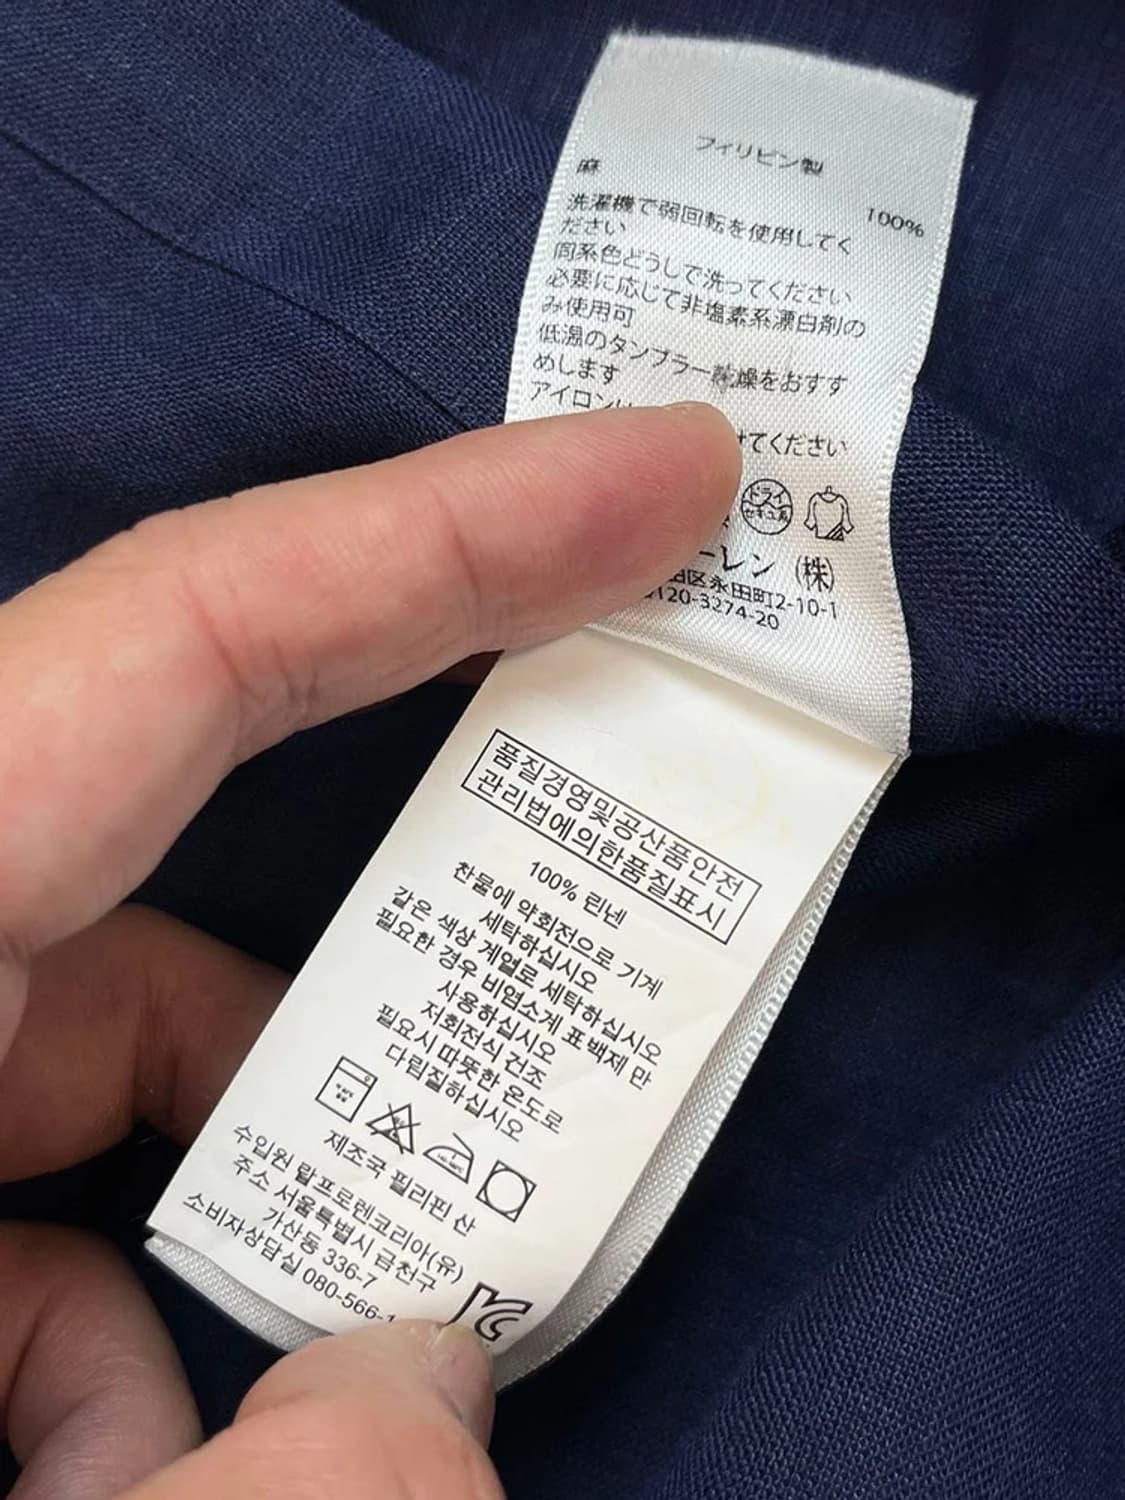 フィリピン製
麻 100%
洗濯機で弱回転を使用してく
ださい
同系色どうしで洗ってください
必要に応じて非塩素系漂白剤の
み使用可
低温のタンブラー乾燥をおすす
めします
アイロン
けてください
ドライ
セキユ系
ーレン (株)
田区永田町2-10-1
0120-3274-20
품질경영및공산품안전
관리법에의한품질표시
100% 린넨
찬물에 약회전으로 기계
세탁하십시오
같은 색상 계열로 세탁하십시오
필요한 경우 비염소계 표백제 만
사용하십시오
저회전식 건조
필요시 따뜻한 온도로
다림질하십시오
제조국 필리핀 산
수입원 랄프로렌코리아(유)
주소 서울특별시 금천구
가산동 336-7
소비자상담실 080-566-1